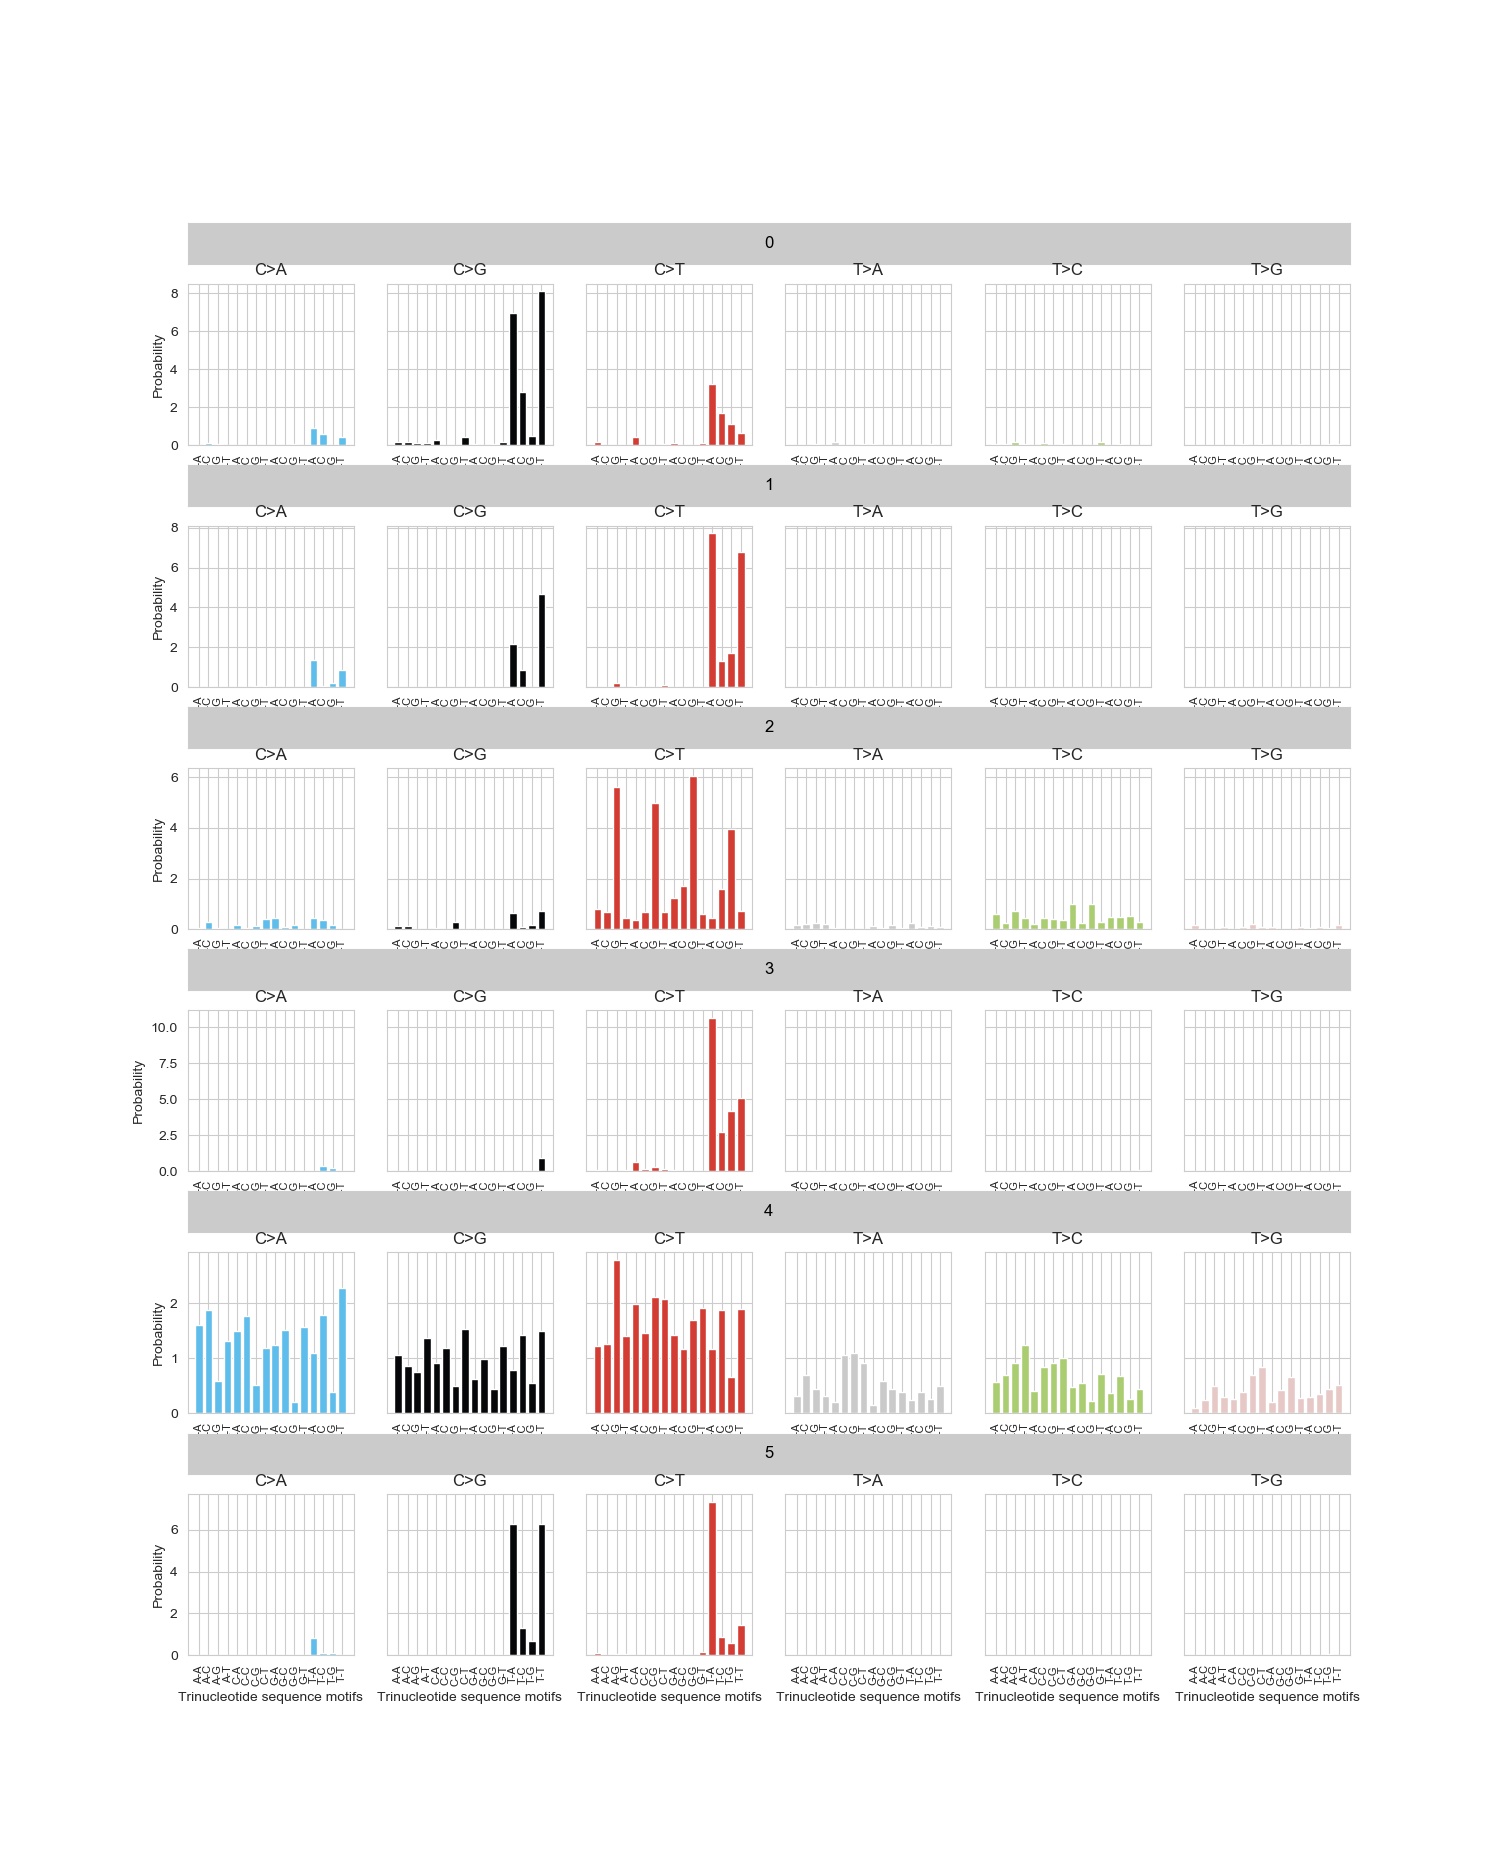 0
C>A C>G C>T T>A T>C T>G
8
6
4
2
0
Probability
1
C>A C>G C>T T>A T>C T>G
8
6
4
2
0
Probability
2
C>A C>G C>T T>A T>C T>G
6
4
2
0
Probability
3
C>A C>G C>T T>A T>C T>G
10.0
7.5
5.0
2.5
0.0
Probability
4
C>A C>G C>T T>A T>C T>G
2
1
0
Probability
5
C>A C>G C>T T>A T>C T>G
6
4
2
0
Probability
A-A A-C A-G A-T C-A C-C C-G C-T G-A G-C G-G G-T T-A T-C T-G T-T
A-A A-C A-G A-T C-A C-C C-G C-T G-A G-C G-G G-T T-A T-C T-G T-T
A-A A-C A-G A-T C-A C-C C-G C-T G-A G-C G-G G-T T-A T-C T-G T-T
A-A A-C A-G A-T C-A C-C C-G C-T G-A G-C G-G G-T T-A T-C T-G T-T
A-A A-C A-G A-T C-A C-C C-G C-T G-A G-C G-G G-T T-A T-C T-G T-T
A-A A-C A-G A-T C-A C-C C-G C-T G-A G-C G-G G-T T-A T-C T-G T-T
Trinucleotide sequence motifs Trinucleotide sequence motifs Trinucleotide sequence motifs Trinucleotide sequence motifs Trinucleotide sequence motifs Trinucleotide sequence motifs